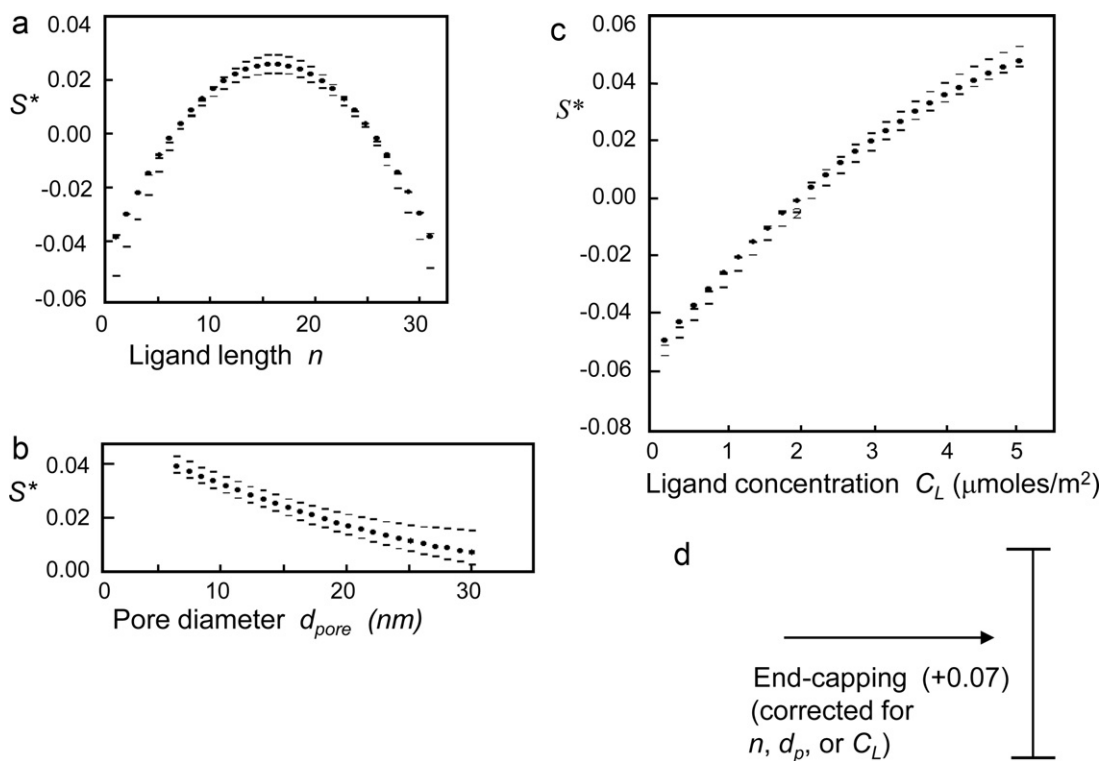 a
0.04
0.02
S*
0.00
-0.02
-0.04
-0.06
0 10 20 30
Ligand length n
b
0.04
S*
0.02
0.00
0 10 20 30
Pore diameter d_pore (nm)
c
0.06
0.04
S*
0.02
0.00
-0.02
-0.04
-0.06
-0.08
0 1 2 3 4 5
Ligand concentration C_L (μmoles/m²)
d
End-capping (+0.07)
(corrected for
n, d_p, or C_L)